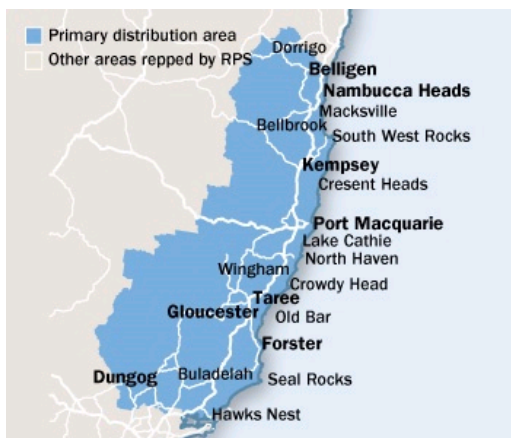 Primary distribution area
Other areas repped by RPS
Dorrigo
Belligen
Nambucca Heads
Macksville
Bellbrook
South West Rocks
Kempsey
Cresent Heads
Port Macquarie
Lake Cathie
North Haven
Wingham
Crowdy Head
Taree
Gloucester
Old Bar
Forster
Dungog
Buladelah
Seal Rocks
Hawks Nest